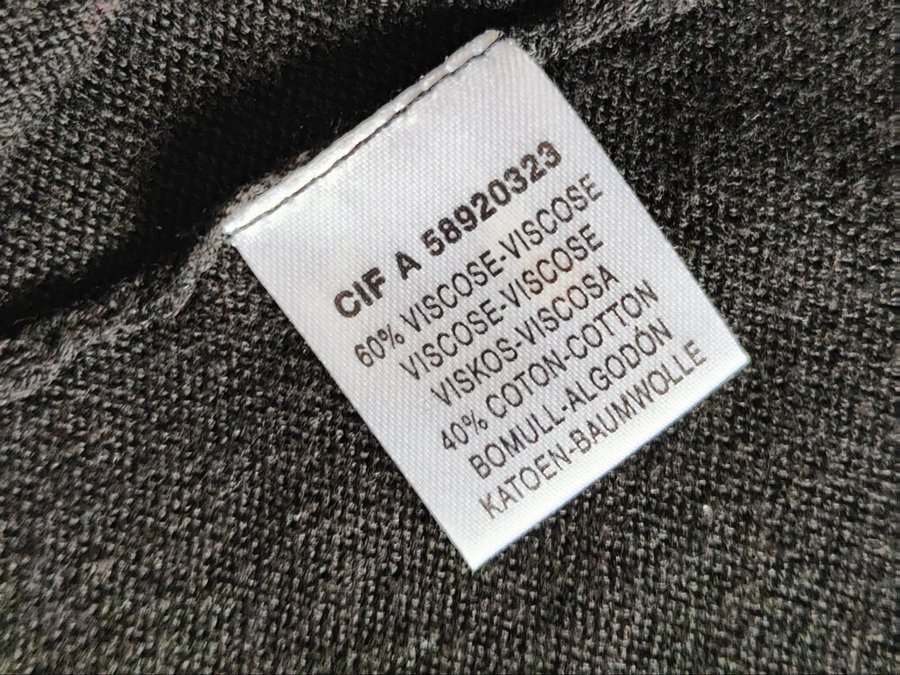 CIF A 58920323
60% VISCOSE-VISCOSE
VISCOSE-VISCOSE
VISKOS-VISCOSA
40% COTON-COTTON
BOMULL-ALGODÓN
KATOEN-BAUMWOLLE